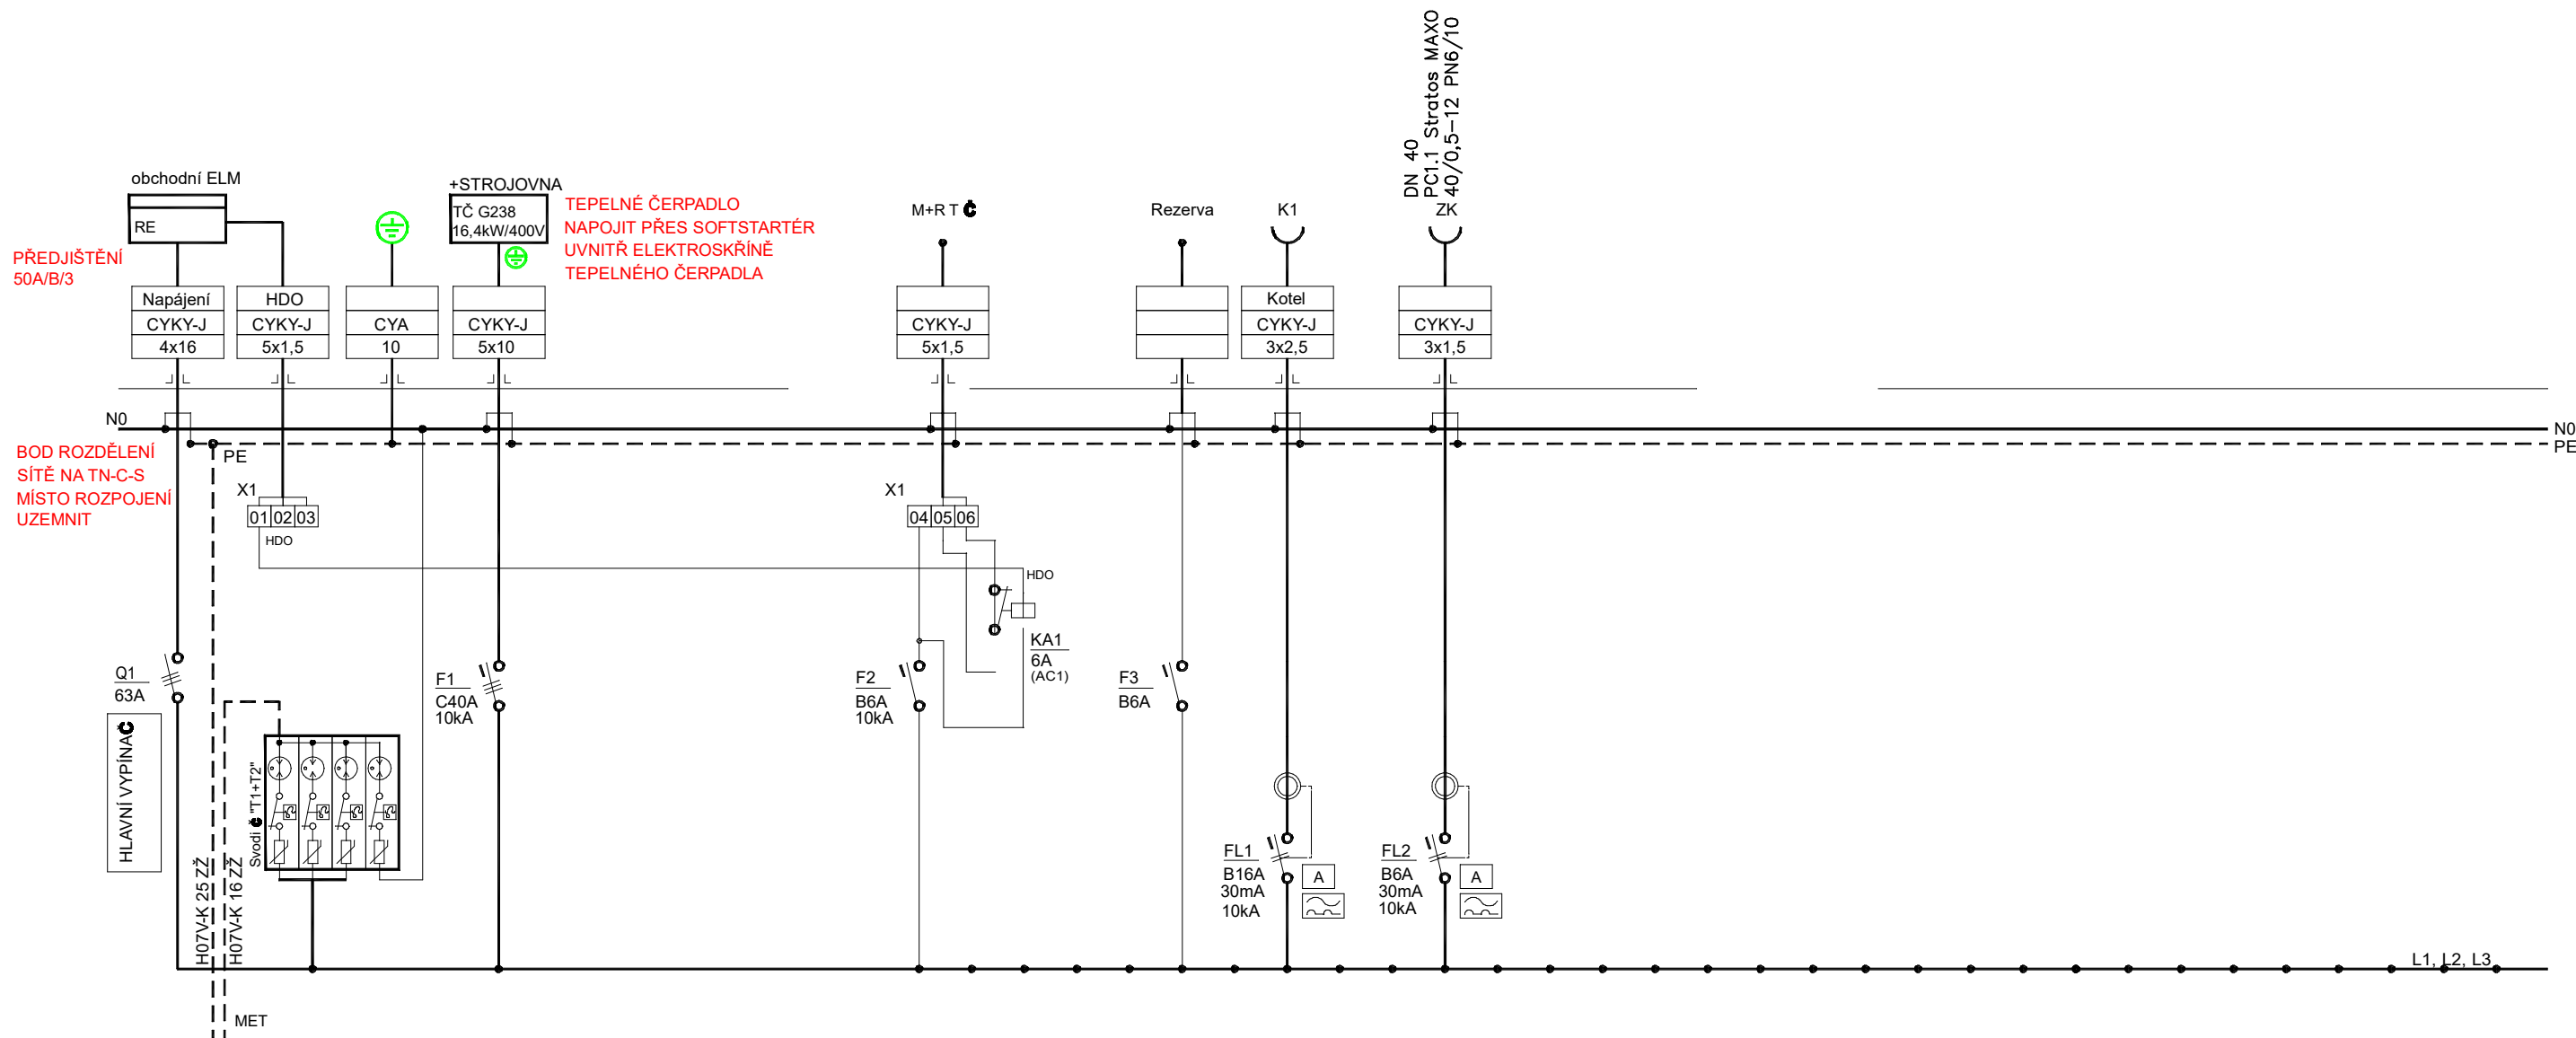 DN 40
PC1.1 Stratos MAXO
40/0,5–12 PN6/10
obchodní ELM
RE
+STROJOVNA
TČ G238
16,4kW/400V
TEPELNÉ ČERPADLO
NAPOJIT PŘES SOFTSTARTÉR
UVNITŘ ELEKTROSKŘÍNĚ
TEPELNÉHO ČERPADLA
M+R T Č
Rezerva
K1
ZK
PŘEDJIŠTĚNÍ
50A/B/3
Napájení
CYKY-J
4x16
HDO
CYKY-J
5x1,5
CYA
10
CYKY-J
5x10
CYKY-J
5x1,5
Kotel
CYKY-J
3x2,5
CYKY-J
3x1,5
N0
N0
PE
PE
BOD ROZDĚLENÍ
SÍTĚ NA TN-C-S
MÍSTO ROZPOJENÍ
UZEMNIT
X1
01 02 03
HDO
X1
04 05 06
HDO
KA1
6A
(AC1)
Q1
63A
HLAVNÍ VYPÍNAČ
F1
C40A
10kA
F2
B6A
10kA
F3
B6A
Svodi Č "T1+T2"
H07V-K 25 ZŽ
H07V-K 16 ZŽ
FL1
B16A
30mA
10kA
A
FL2
B6A
30mA
10kA
A
L1, L2, L3
MET